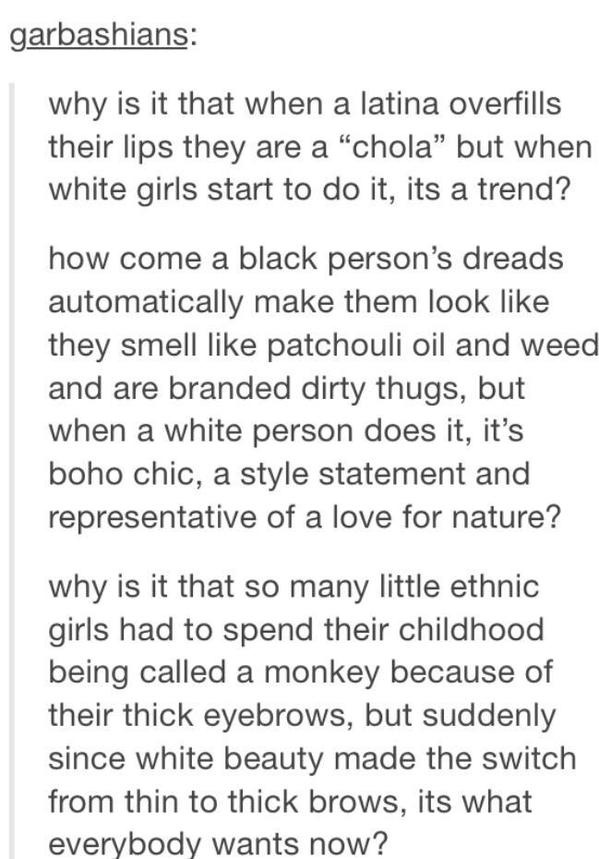 garbashians:
why is it that when a latina overfills
their lips they are a “chola” but when
white girls start to do it, its a trend?
how come a black person’s dreads
automatically make them look like
they smell like patchouli oil and weed
and are branded dirty thugs, but
when a white person does it, it’s
boho chic, a style statement and
representative of a love for nature?
why is it that so many little ethnic
girls had to spend their childhood
being called a monkey because of
their thick eyebrows, but suddenly
since white beauty made the switch
from thin to thick brows, its what
everybody wants now?